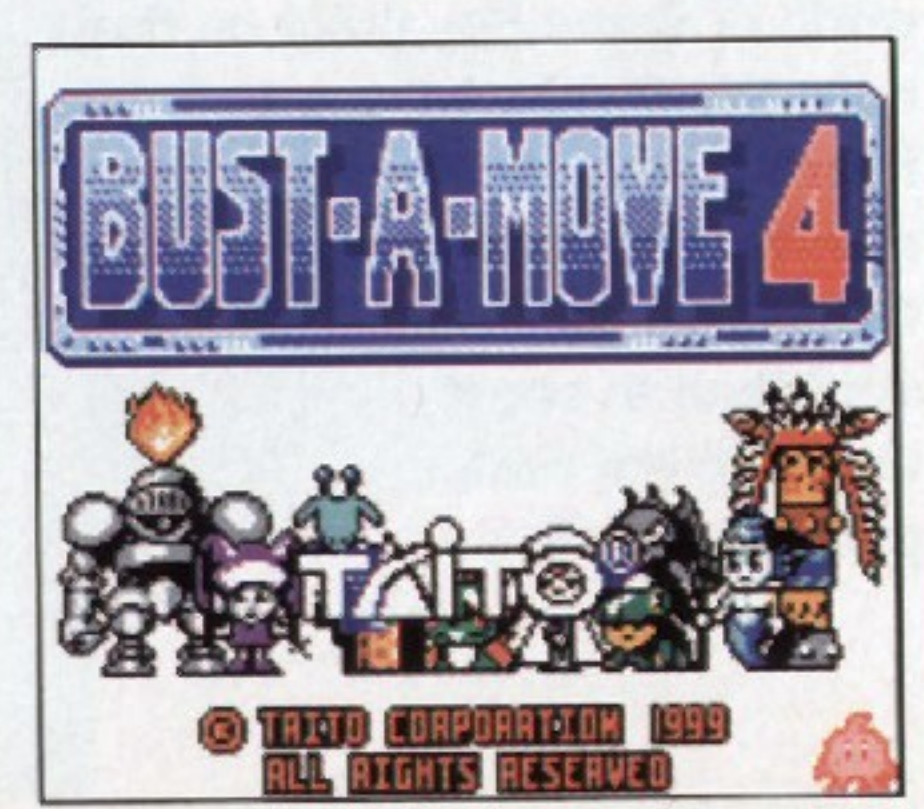 BUST-A-MOVE 4
TAITO
®
© TAITO CORPORATION 1999
ALL RIGHTS RESERVED